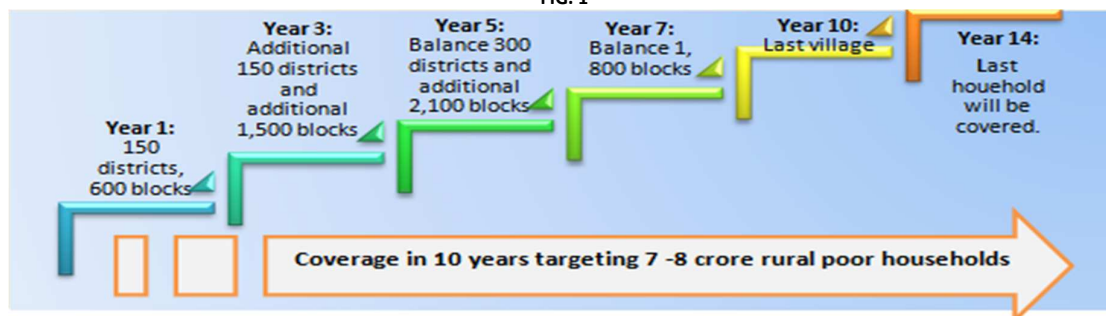 FIG. 1
Year 1:
150
districts,
600 blocks
Year 3:
Additional
150 districts
and
additional
1,500 blocks
Year 5:
Balance 300
districts and
additional
2,100 blocks
Year 7:
Balance 1,
800 blocks
Year 10:
Last village
Year 14:
Last
houehold
will be
covered.
Coverage in 10 years targeting 7 -8 crore rural poor households